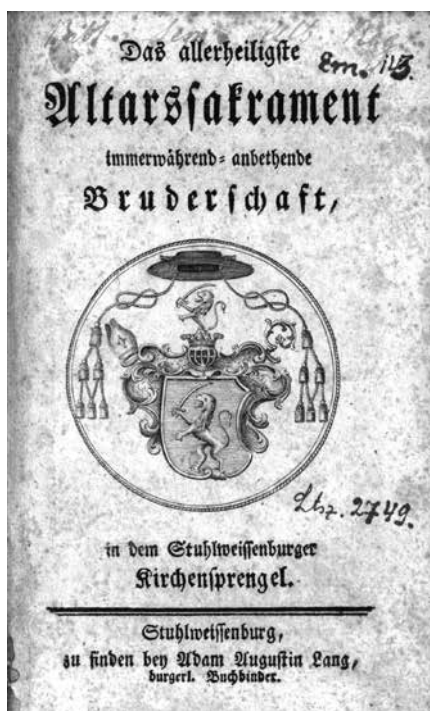 Das allerheiligste
Em. 113.
Altarssakrament
immerwährend= anbethende
Bruderschaft,
Ltsz. 2749.
in dem Stuhlweissenburger
Kirchensprengel.
Stuhlweissenburg,
zu finden bey Adam Augustin Lang,
burgerl. Buchbinder.